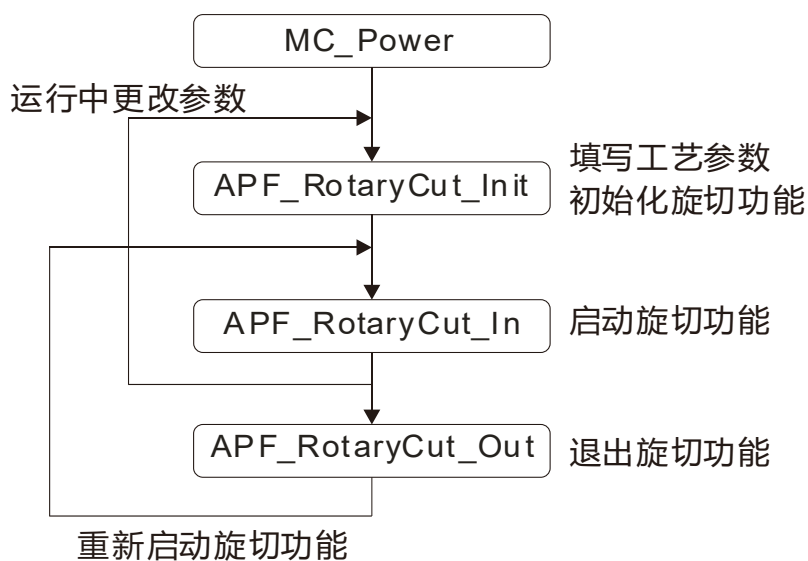 MC_Power
运行中更改参数
填写工艺参数
APF_RotaryCut_Init
初始化旋切功能
APF_RotaryCut_In
启动旋切功能
APF_RotaryCut_Out
退出旋切功能
重新启动旋切功能